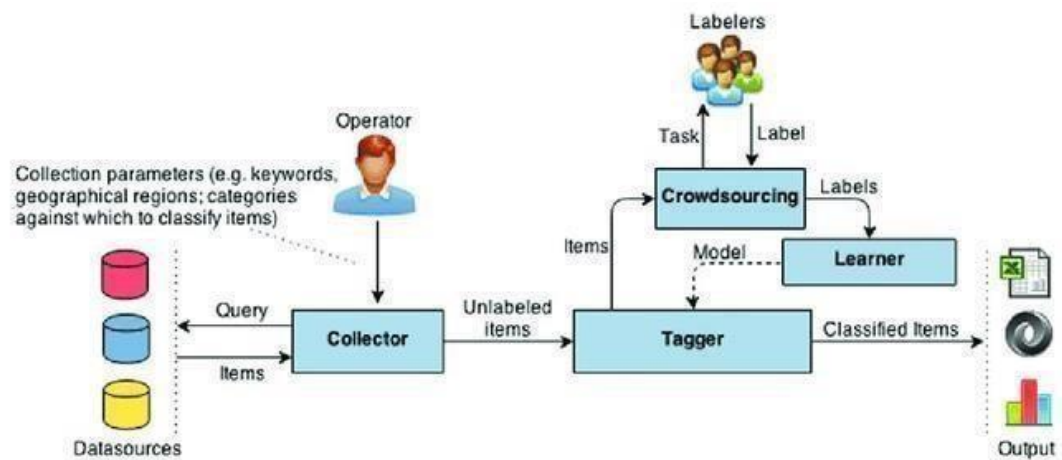 Labelers
Operator
Task
Label
Collection parameters (e.g. keywords,
geographical regions; categories
against which to classify items)
Crowdsourcing
Labels
Items
Model
Learner
Query
Collector
Unlabeled
items
Tagger
Classified Items
Items
Datasources
Output